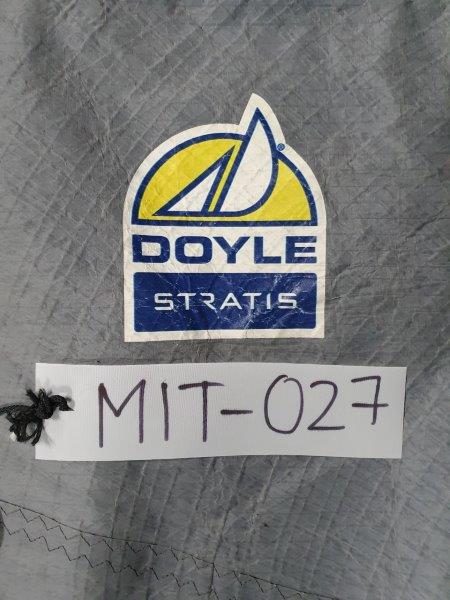 ®
DOYLE
STRATIS
MIT-027